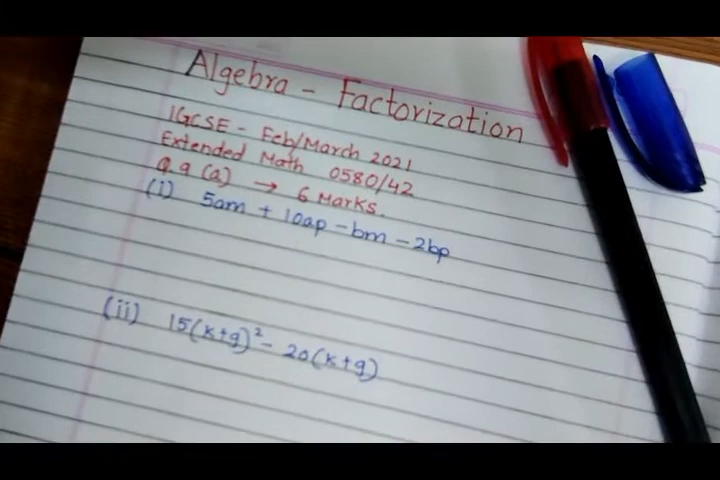 Algebra - Factorization
IGCSE - Feb/March 2021
Extended Math 0580/42
Q.9 (a) → 6 Marks.
(i) 5am + 10ap - bm - 2bp
(ii) 15(k+g)² - 20(k+g)